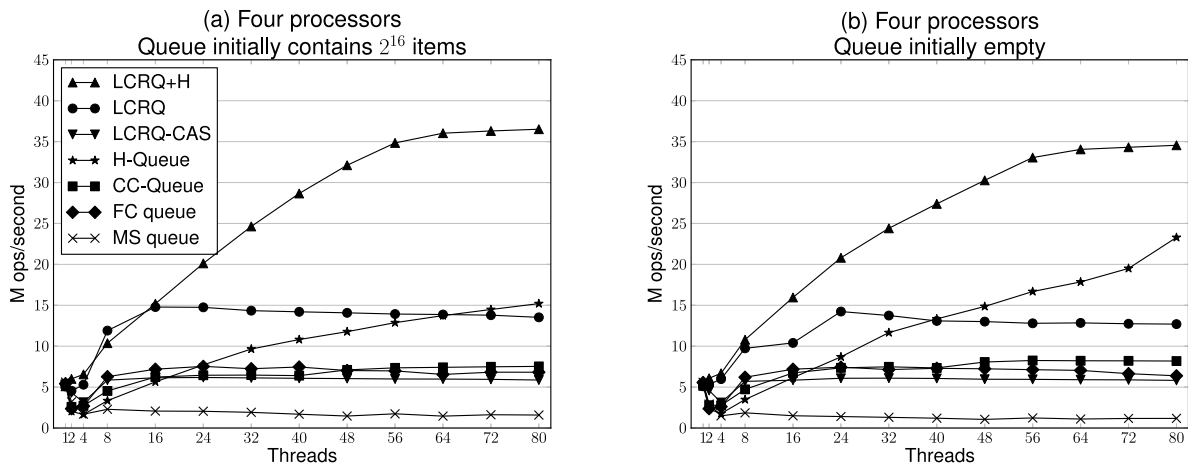 (a) Four processors
Queue initially contains 2^16 items
M ops/second
45
40
35
30
25
20
15
10
5
0
LCRQ+H
LCRQ
LCRQ-CAS
H-Queue
CC-Queue
FC queue
MS queue
1 2 4 8 16 24 32 40 48 56 64 72 80
Threads
(b) Four processors
Queue initially empty
M ops/second
45
40
35
30
25
20
15
10
5
0
1 2 4 8 16 24 32 40 48 56 64 72 80
Threads